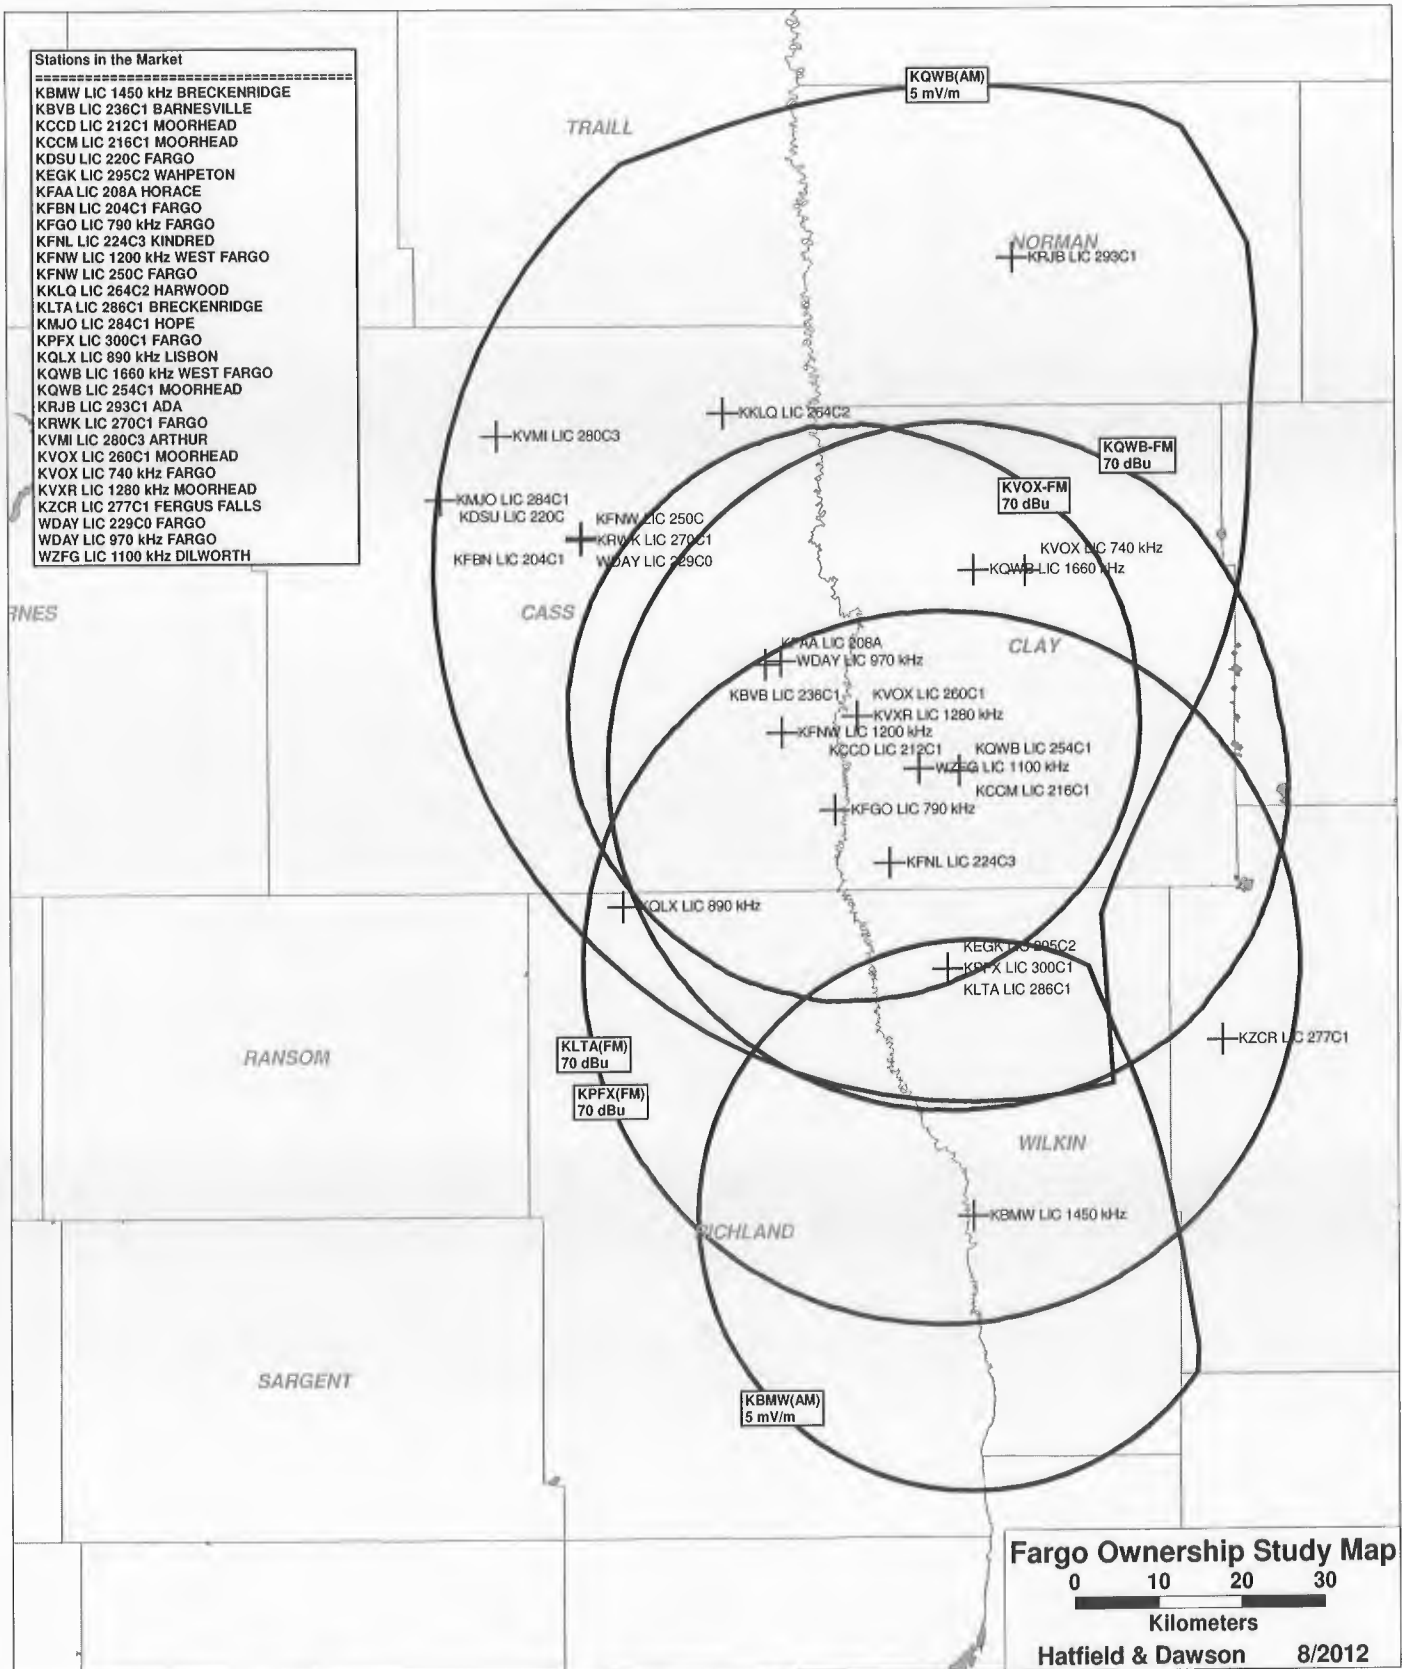 Stations in the Market
======================================
KBMW LIC 1450 kHz BRECKENRIDGE
KBVB LIC 236C1 BARNESVILLE
KCCD LIC 212C1 MOORHEAD
KCCM LIC 216C1 MOORHEAD
KDSU LIC 220C FARGO
KEGK LIC 295C2 WAHPETON
KFAA LIC 208A HORACE
KFBN LIC 204C1 FARGO
KFGO LIC 790 kHz FARGO
KFNL LIC 224C3 KINDRED
KFNW LIC 1200 kHz WEST FARGO
KFNW LIC 250C FARGO
KKLQ LIC 264C2 HARWOOD
KLTA LIC 286C1 BRECKENRIDGE
KMJO LIC 284C1 HOPE
KPFX LIC 300C1 FARGO
KQLX LIC 890 kHz LISBON
KQWB LIC 1660 kHz WEST FARGO
KQWB LIC 254C1 MOORHEAD
KRJB LIC 293C1 ADA
KRWK LIC 270C1 FARGO
KVMI LIC 280C3 ARTHUR
KVOX LIC 260C1 MOORHEAD
KVOX LIC 740 kHz FARGO
KVXR LIC 1280 kHz MOORHEAD
KZCR LIC 277C1 FERGUS FALLS
WDAY LIC 229C0 FARGO
WDAY LIC 970 kHz FARGO
WZFG LIC 1100 kHz DILWORTH
KQWB(AM)
5 mV/m
TRAILL
NORMAN
KRJB LIC 293C1
KKLQ LIC 264C2
KVMI LIC 280C3
KQWB-FM
70 dBu
KVOX-FM
70 dBu
KMJO LIC 284C1
KDSU LIC 220C
KFNW LIC 250C
KRWK LIC 270C1
KFBN LIC 204C1
WDAY LIC 229C0
KVOX LIC 740 kHz
KQWB LIC 1660 kHz
RNES
CASS
CLAY
KFAA LIC 208A
WDAY LIC 970 kHz
KBVB LIC 236C1
KVOX LIC 260C1
KVXR LIC 1280 kHz
KFNW LIC 1200 kHz
KCCD LIC 212C1
KQWB LIC 254C1
WZFG LIC 1100 kHz
KCCM LIC 216C1
KFGO LIC 790 kHz
KFNL LIC 224C3
KQLX LIC 890 kHz
KEGK LIC 295C2
KPFX LIC 300C1
KLTA LIC 286C1
KZCR LIC 277C1
RANSOM
KLTA(FM)
70 dBu
KPFX(FM)
70 dBu
WILKIN
KBMW LIC 1450 kHz
RICHLAND
SARGENT
KBMW(AM)
5 mV/m
Fargo Ownership Study Map
0 10 20 30
Kilometers
Hatfield & Dawson 8/2012